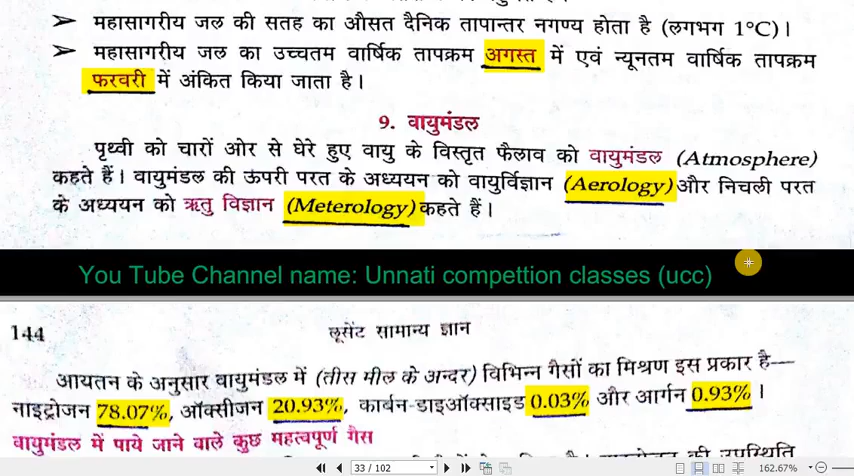 ➤ महासागरीय जल की सतह का औसत दैनिक तापान्तर नगण्य होता है (लगभग 1°C)।
➤ महासागरीय जल का उच्चतम वार्षिक तापक्रम अगस्त में एवं न्यूनतम वार्षिक तापक्रम
फरवरी में अंकित किया जाता है।
9. वायुमंडल
पृथ्वी को चारों ओर से घेरे हुए वायु के विस्तृत फैलाव को वायुमंडल (Atmosphere)
कहते हैं। वायुमंडल की ऊपरी परत के अध्ययन को वायुर्विज्ञान (Aerology) और निचली परत
के अध्ययन को ऋतु विज्ञान (Meterology) कहते हैं।
You Tube Channel name: Unnati compettion classes (ucc)
144 लूसेंट सामान्य ज्ञान
आयतन के अनुसार वायुमंडल में (तीस मील के अन्दर) विभिन्न गैसों का मिश्रण इस प्रकार है—
नाइट्रोजन 78.07%, ऑक्सीजन 20.93%, कार्बन-डाइऑक्साइड 0.03% और आर्गन 0.93% ।
वायुमंडल में पाये जाने वाले कुछ महत्वपूर्ण गैस
की उपस्थिति
33 / 102 162.67%